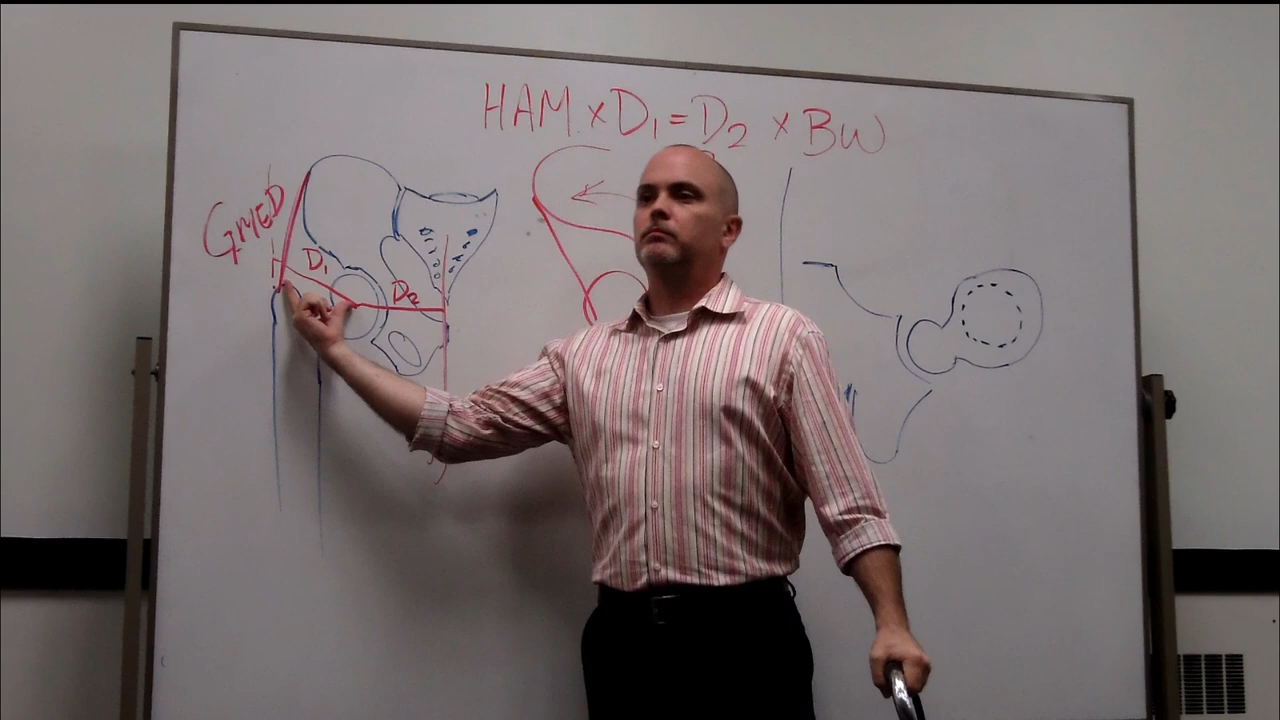 HAM × D₁ = D₂ × BW
GMED
D₁
D₂